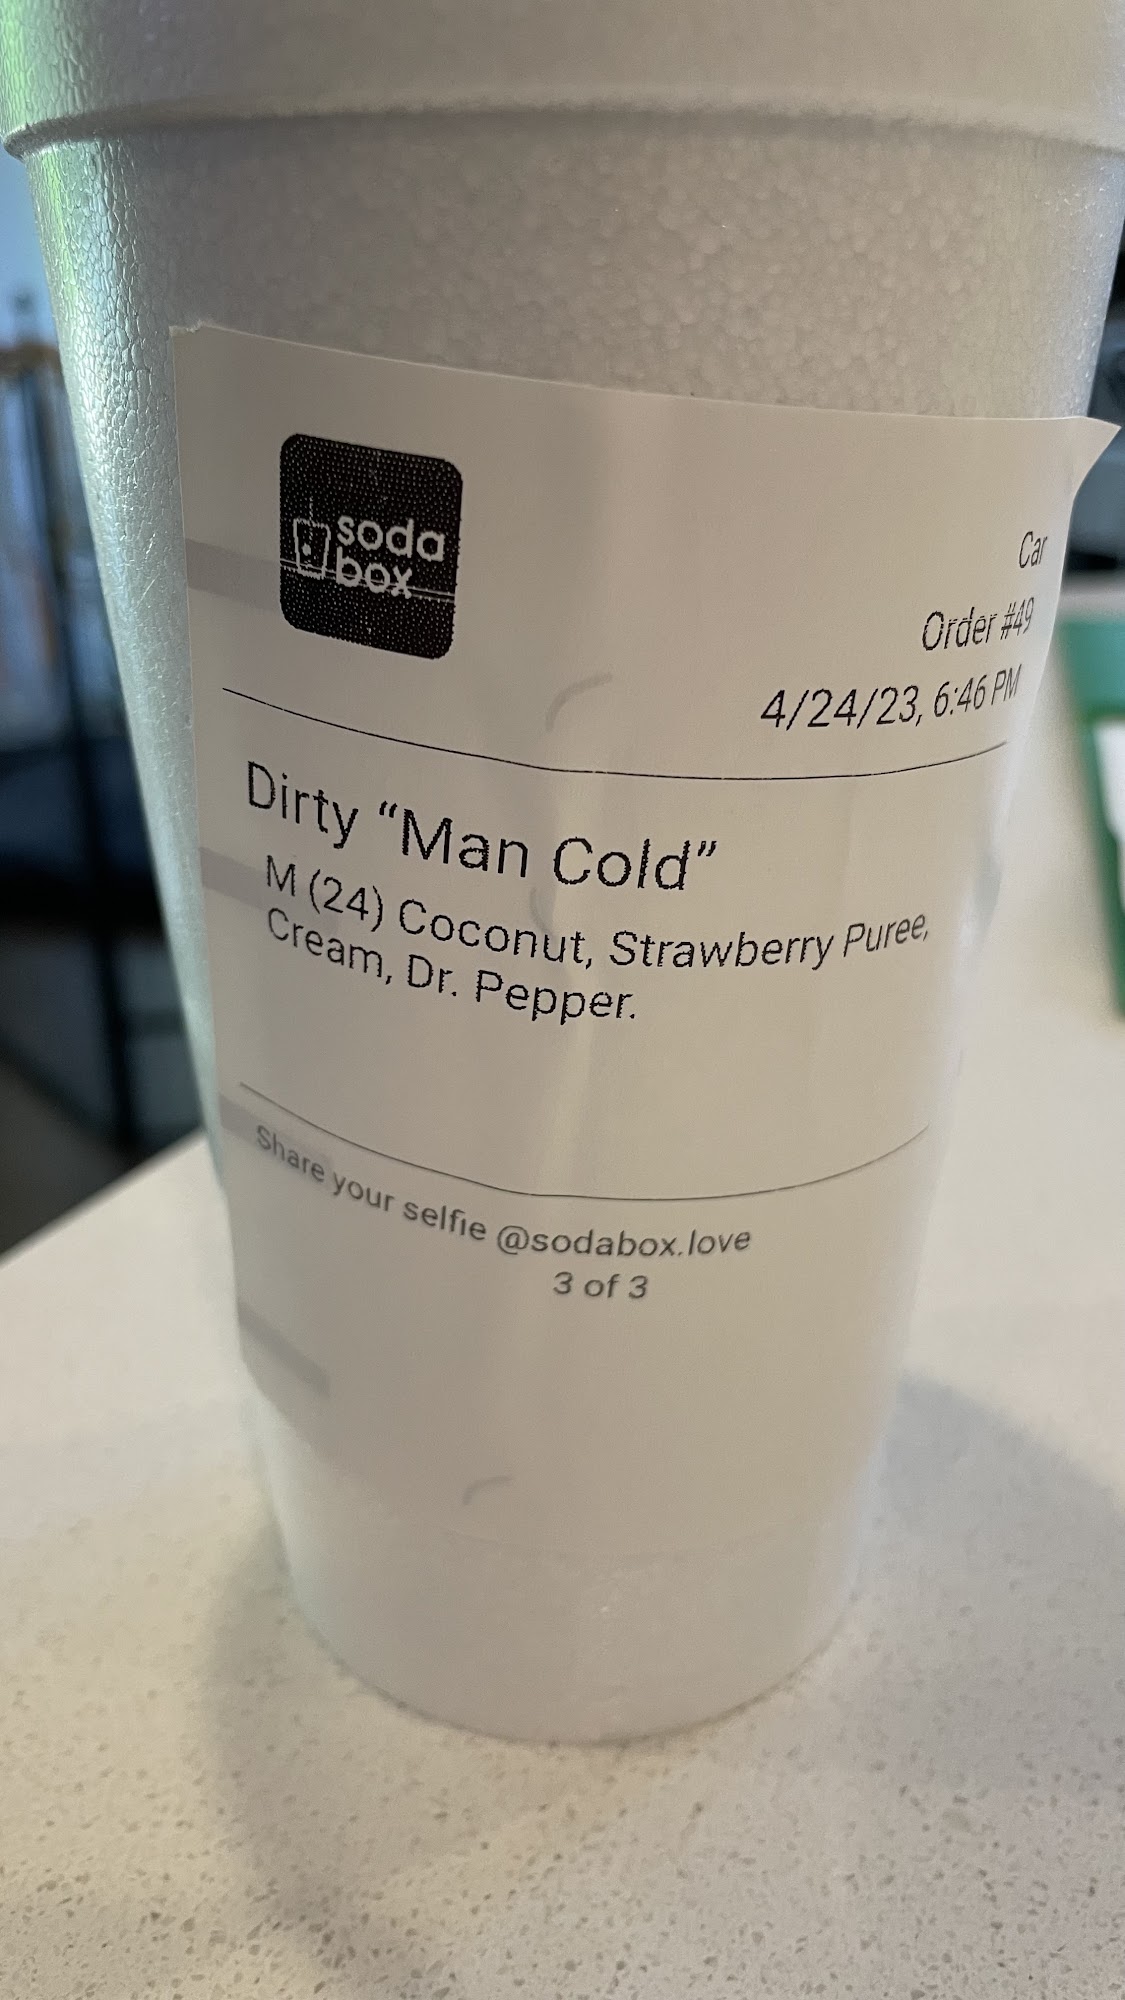 soda
box
Car
Order #49
4/24/23, 6:46 PM
Dirty “Man Cold”
M (24) Coconut, Strawberry Puree,
Cream, Dr. Pepper.
Share your selfie @sodabox.love
3 of 3